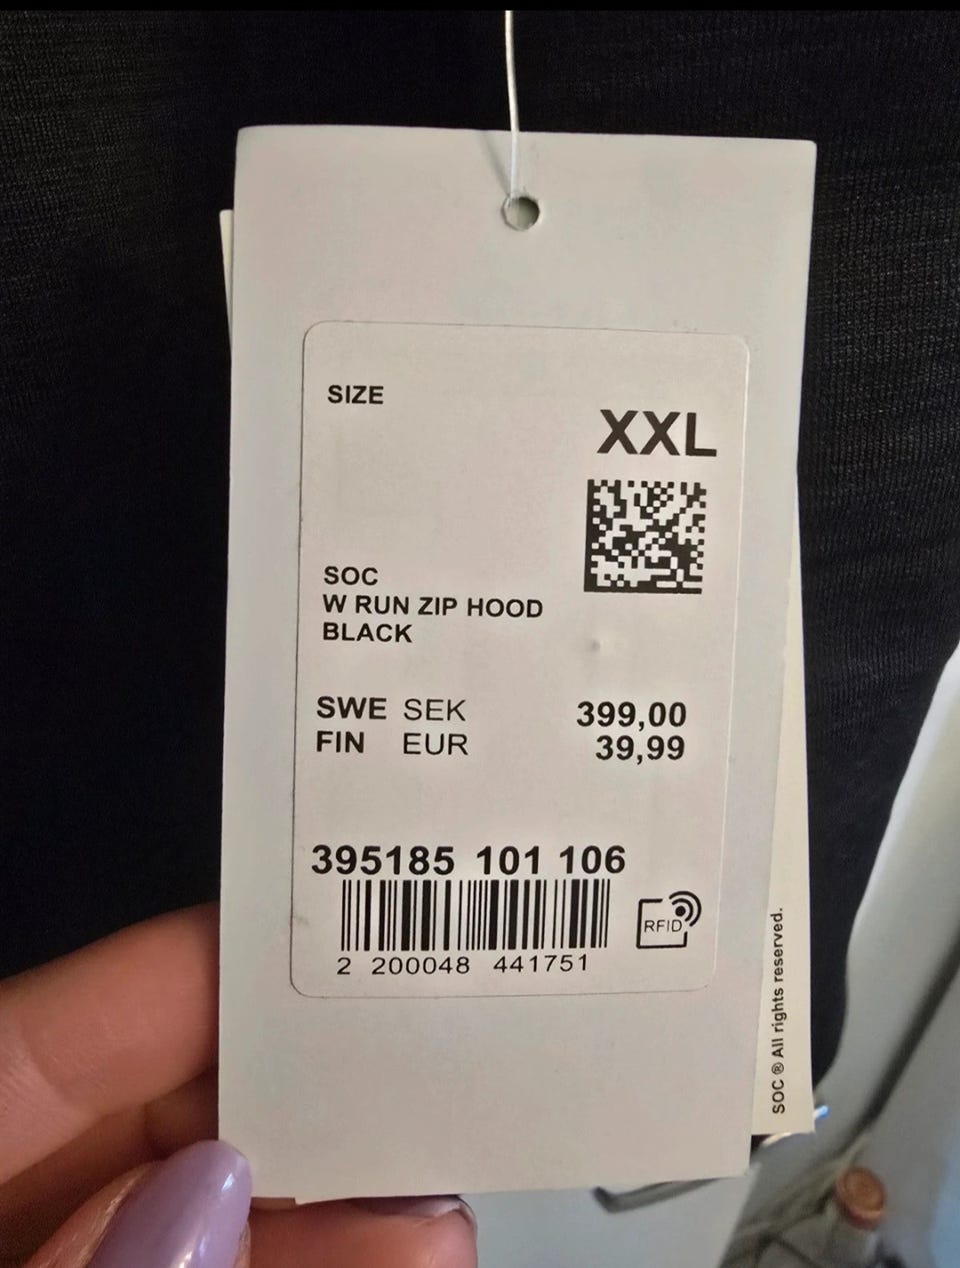 SIZE
XXL
SOC
W RUN ZIP HOOD
BLACK
SWE SEK 399,00
FIN EUR 39,99
395185 101 106
RFID
2 200048 441751
SOC ® All rights reserved.